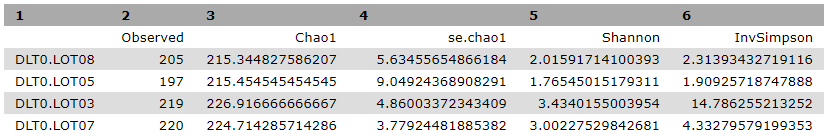 1 2 3 4 5 6
Observed Chao1 se.chao1 Shannon InvSimpson
DLT0.LOT08 205 215.344827586207 5.63455654866184 2.01591714100393 2.31393432719116
DLT0.LOT05 197 215.454545454545 9.04924368908291 1.76545015179311 1.90925718747888
DLT0.LOT03 219 226.916666666667 4.86003372343409 3.4340155003954 14.786255213252
DLT0.LOT07 220 224.714285714286 3.77924481885382 3.00227529842681 4.33279579199353